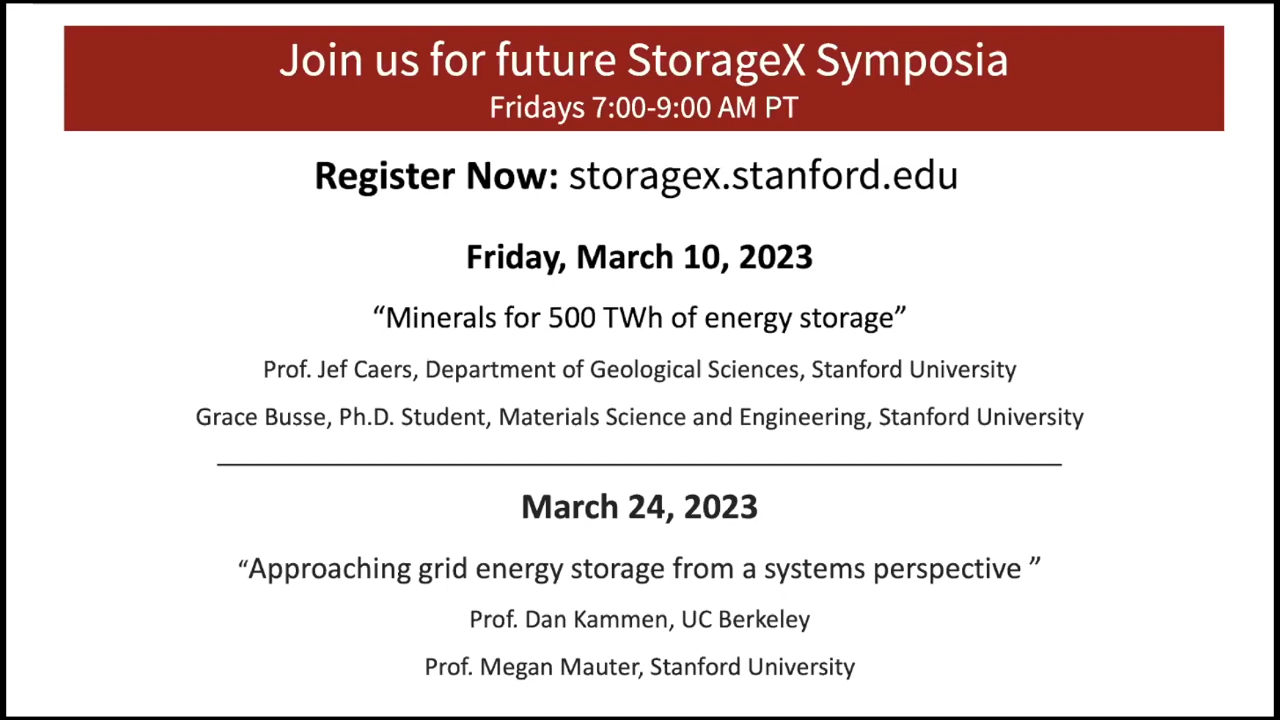 Join us for future StorageX Symposia
Fridays 7:00-9:00 AM PT
Register Now: storagex.stanford.edu
Friday, March 10, 2023
“Minerals for 500 TWh of energy storage”
Prof. Jef Caers, Department of Geological Sciences, Stanford University
Grace Busse, Ph.D. Student, Materials Science and Engineering, Stanford University
March 24, 2023
“Approaching grid energy storage from a systems perspective ”
Prof. Dan Kammen, UC Berkeley
Prof. Megan Mauter, Stanford University